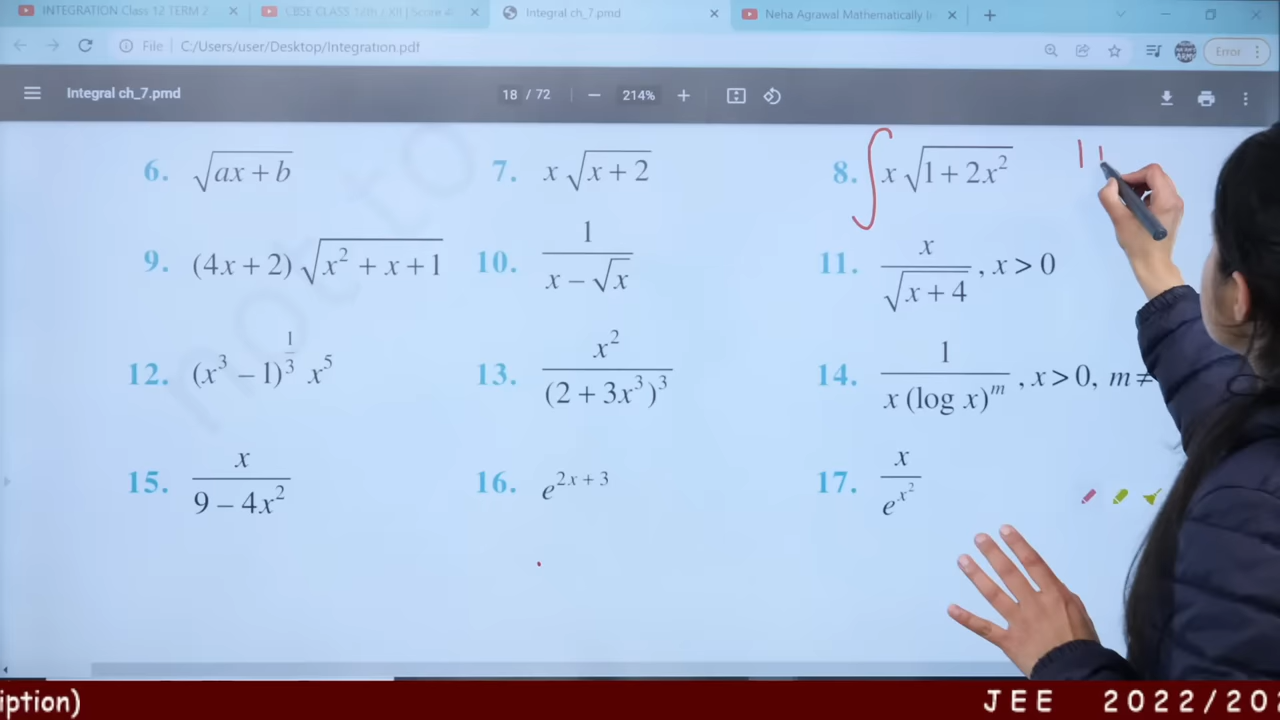 INTEGRATION Class 12 TERM 2 CBSE CLASS 12th / XII | Score 4 Integral ch_7.pmd Neha Agrawal Mathematically I
File C:/Users/user/Desktop/Integration.pdf Error
Integral ch_7.pmd 18 / 72 214%
6. √(ax + b) 7. x √(x + 2) 8. ∫ x √(1 + 2x²)
9. (4x + 2) √(x² + x + 1) 10. 1/(x − √x) 11. x/√(x + 4), x > 0
12. (x³ − 1)^(1/3) x⁵ 13. x²/(2 + 3x³)³ 14. 1/(x (log x)^m), x > 0, m ≠
15. x/(9 − 4x²) 16. e^(2x + 3) 17. x/e^(x²)
not to
iption) JEE 2022/202